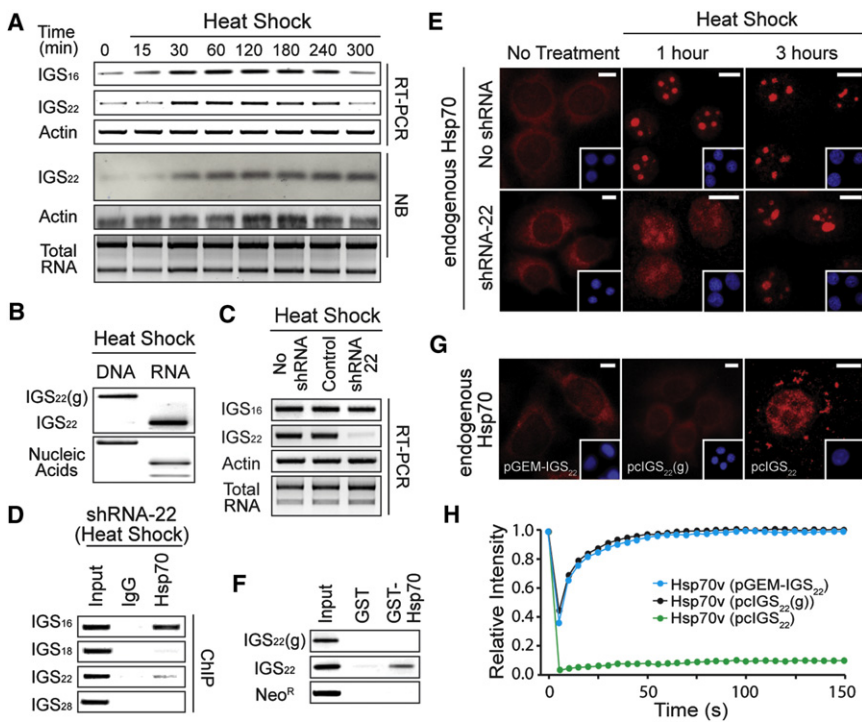 A
Heat Shock
Time (min) 0 15 30 60 120 180 240 300
IGS16
IGS22
Actin
RT-PCR
IGS22
Actin
Total RNA
NB
B
Heat Shock
DNA RNA
IGS22(g)
IGS22
Nucleic Acids
C
Heat Shock
No shRNA
Control
shRNA 22
IGS16
IGS22
Actin
Total RNA
RT-PCR
D
shRNA-22
(Heat Shock)
Input
IgG
Hsp70
IGS16
IGS18
IGS22
IGS28
ChIP
E
Heat Shock
No Treatment 1 hour 3 hours
endogenous Hsp70
No shRNA
shRNA-22
F
Input
GST
GST-Hsp70
IGS22(g)
IGS22
NeoR
G
endogenous Hsp70
pGEM-IGS22
pcIGS22(g)
pcIGS22
H
Relative Intensity
1.0
0.8
0.6
0.4
0.2
0.0
Hsp70v (pGEM-IGS22)
Hsp70v (pcIGS22(g))
Hsp70v (pcIGS22)
0 50 100 150
Time (s)